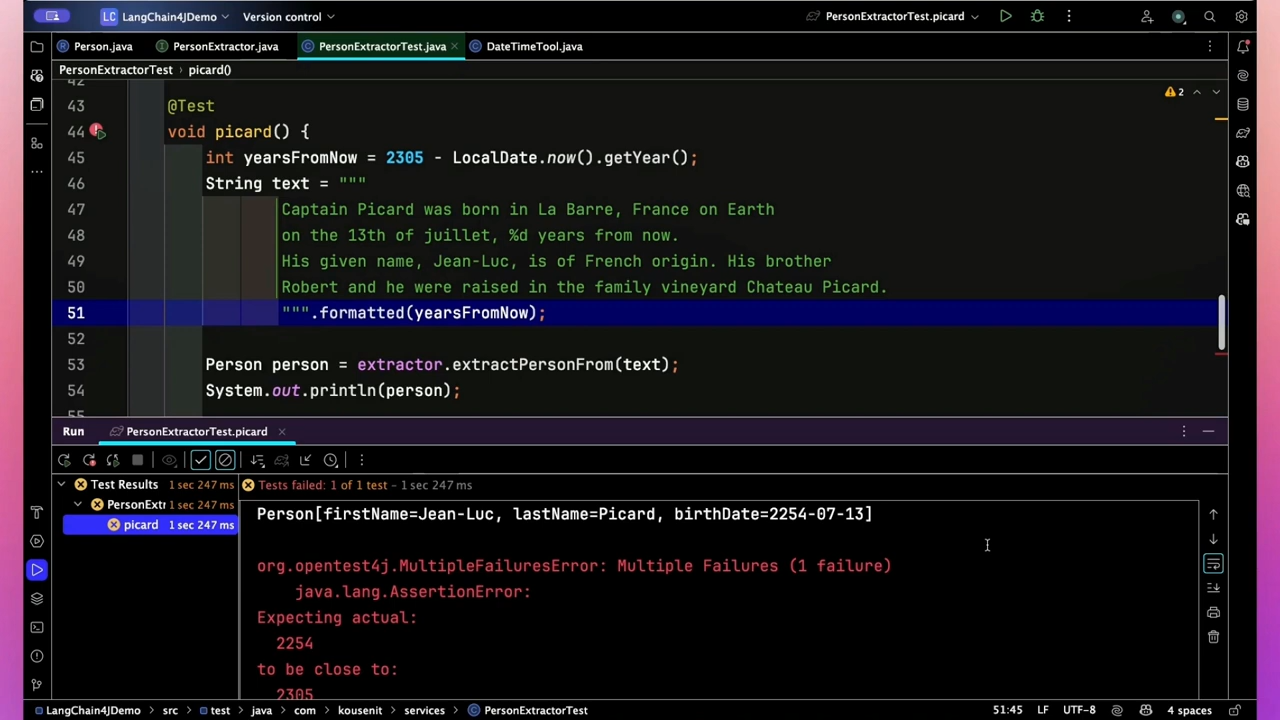 LC LangChain4JDemo Version control PersonExtractorTest.picard
Person.java PersonExtractor.java PersonExtractorTest.java DateTimeTool.java
PersonExtractorTest picard()
42
43 @Test 2
44 void picard() {
45 int yearsFromNow = 2305 - LocalDate.now().getYear();
46 String text = """
47 Captain Picard was born in La Barre, France on Earth
48 on the 13th of juillet, %d years from now.
49 His given name, Jean-Luc, is of French origin. His brother
50 Robert and he were raised in the family vineyard Chateau Picard.
51 """.formatted(yearsFromNow);
52
53 Person person = extractor.extractPersonFrom(text);
54 System.out.println(person);
55
Run PersonExtractorTest.picard
Test Results 1 sec 247 ms Tests failed: 1 of 1 test – 1 sec 247 ms
PersonExtr 1 sec 247 ms
picard 1 sec 247 ms
Person[firstName=Jean-Luc, lastName=Picard, birthDate=2254-07-13]
org.opentest4j.MultipleFailuresError: Multiple Failures (1 failure)
java.lang.AssertionError:
Expecting actual:
2254
to be close to:
2305
LangChain4JDemo src test java com kousenit services PersonExtractorTest 51:45 LF UTF-8 4 spaces